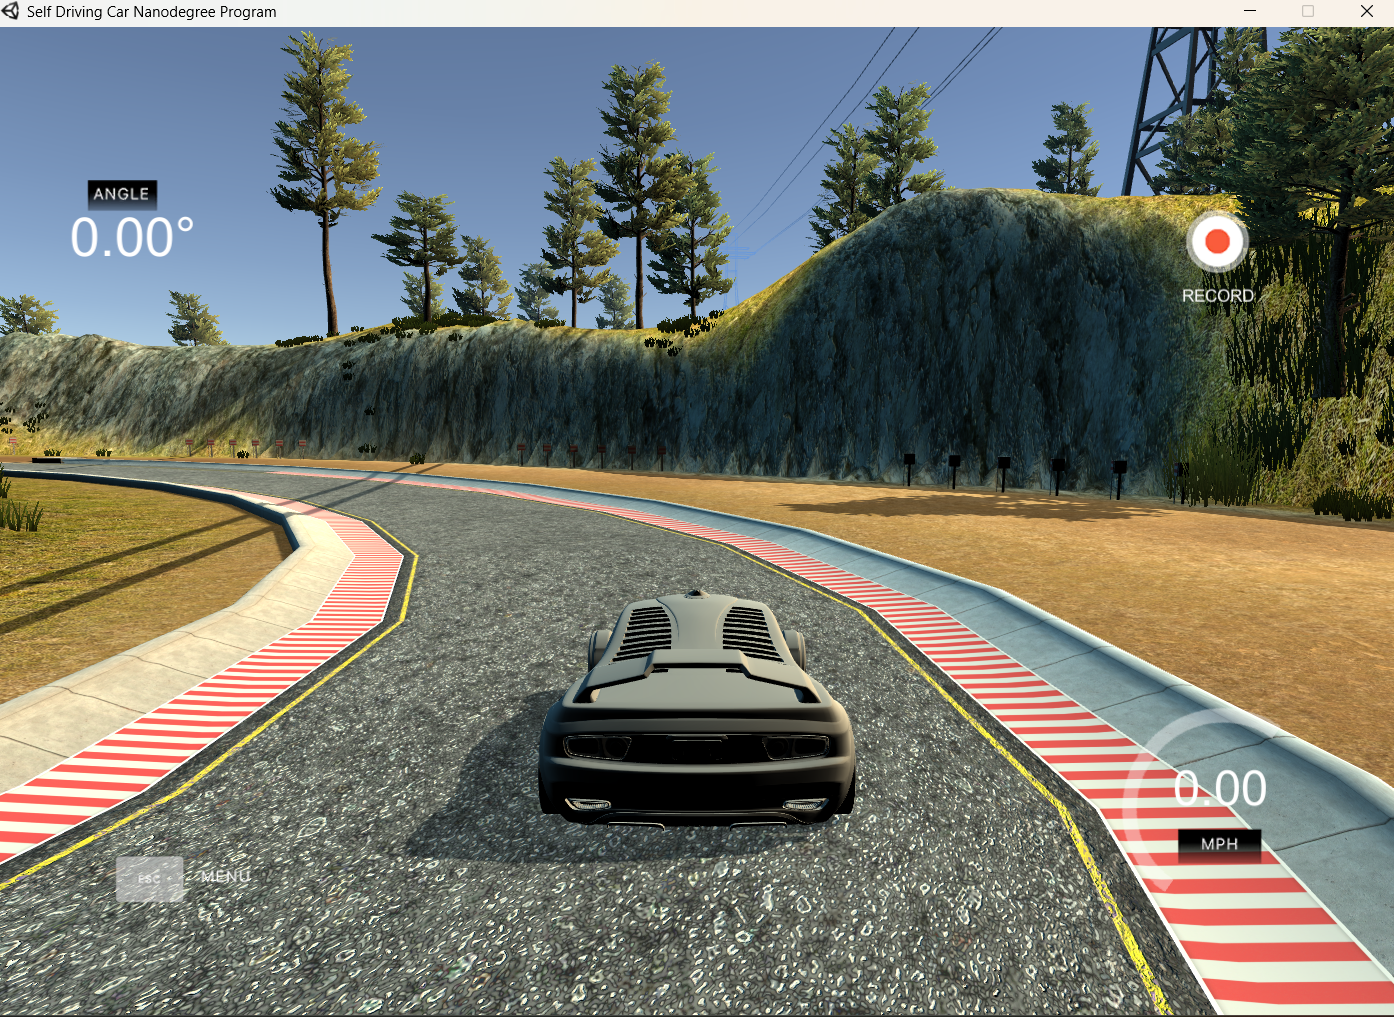 Self Driving Car Nanodegree Program
ANGLE
0.00°
RECORD
0.00
MPH
ESC
MENU